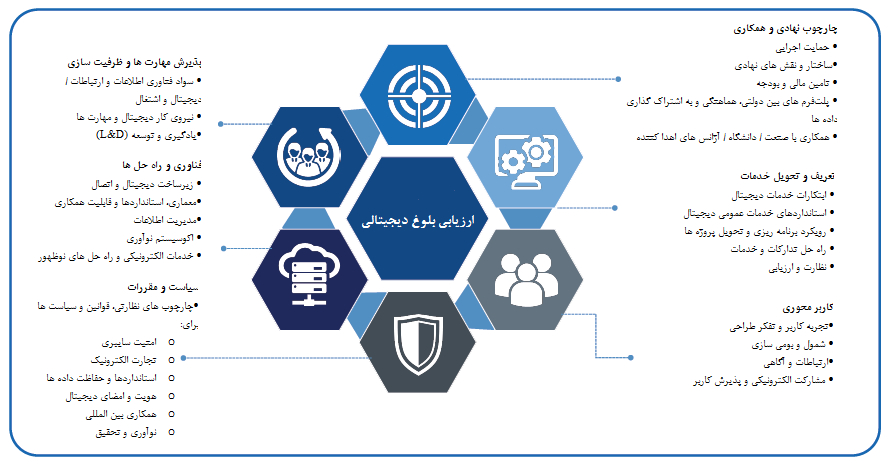 چارچوب نهادی و همکاری
• حمایت اجرایی
•ساختار و نقش های نهادی
• تامین مالی و بودجه
• پلتفرم های بین دولتی، هماهنگی و به اشتراک گذاری
داده ها
• همکاری با صنعت / دانشگاه / آژانس های اهدا کننده
تعریف و تحویل خدمات
• ابتکارات خدمات دیجیتال
• استانداردهای خدمات عمومی دیجیتال
• رویکرد برنامه ریزی و تحویل پروژه ها
• راه حل تدارکات و خدمات
• نظارت و ارزیابی
کاربر محوری
•تجربه کاربر و تفکر طراحی
• شمول و بومی سازی
•ارتباطات و آگاهی
• مشارکت الکترونیکی و پذیرش کاربر
ارزیابی بلوغ دیجیتالی
پذیرش مهارت ها و ظرفیت سازی
• سواد فناوری اطلاعات و ارتباطات /
دیجیتال و اشتغال
• نیروی کار دیجیتال و مهارت ها
•یادگیری و توسعه (L&D)
فناوری و راه حل ها
• زیرساخت دیجیتال و اتصال
•معماری، استانداردها و قابلیت همکاری
•مدیریت اطلاعات
• اکوسیستم نوآوری
• خدمات الکترونیکی و راه حل های نوظهور
سیاست و مقررات
•چارچوب های نظارتی، قوانین و سیاست ها
برای:
o امنیت سایبری
o تجارت الکترونیک
o استانداردها و حفاظت داده ها
o هویت و امضای دیجیتال
o همکاری بین المللی
o نوآوری و تحقیق